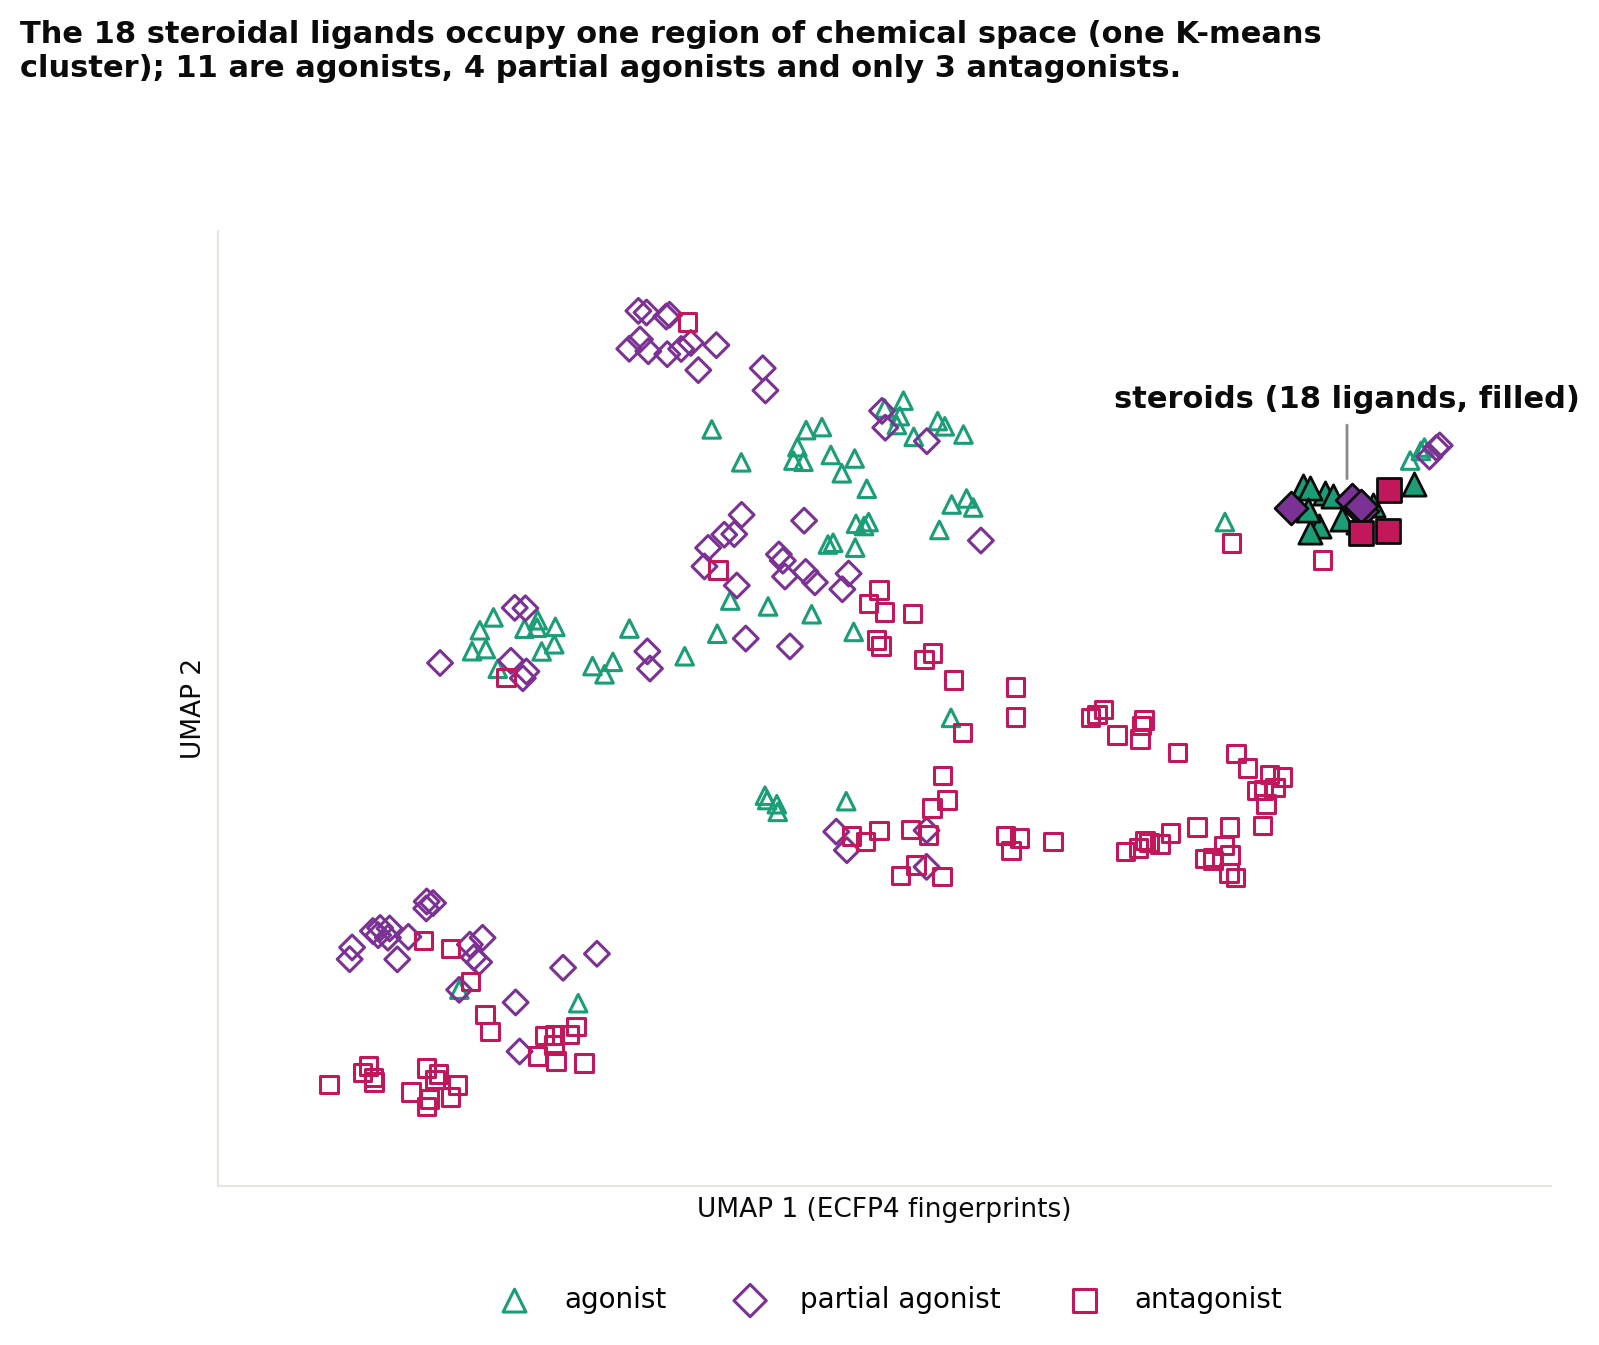 The 18 steroidal ligands occupy one region of chemical space (one K-means
cluster); 11 are agonists, 4 partial agonists and only 3 antagonists.
steroids (18 ligands, filled)
UMAP 2
UMAP 1 (ECFP4 fingerprints)
agonist
partial agonist
antagonist